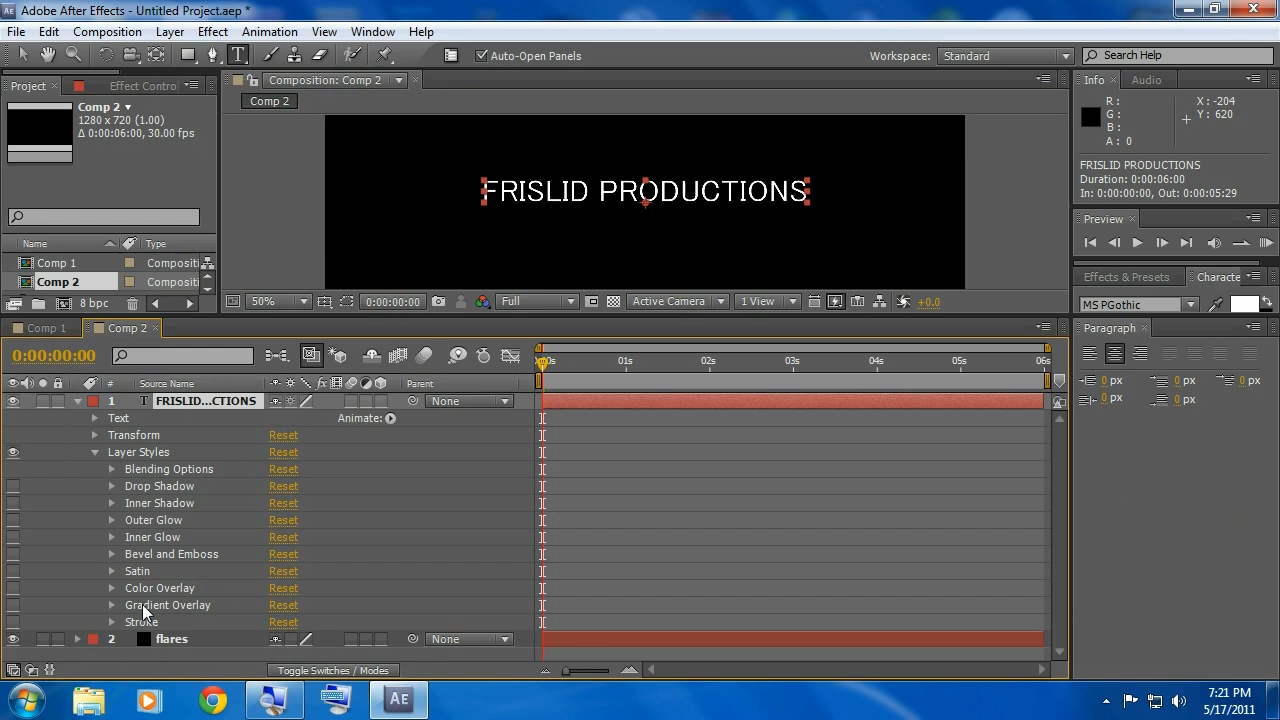 Adobe After Effects - Untitled Project.aep *
File Edit Composition Layer Effect Animation View Window Help
Auto-Open Panels
Workspace: Standard
Search Help
Project Effect Contro
Composition: Comp 2
Info Audio
Comp 2
1280 x 720 (1.00)
Δ 0:00:06:00, 30.00 fps
Comp 2
R :
G :
B :
A : 0
X : -204
Y : 620
FRISLID PRODUCTIONS
FRISLID PRODUCTIONS
Duration: 0:00:06:00
In: 0:00:00:00, Out: 0:00:05:29
Preview
Name Type
Comp 1 Compositi
Comp 2 Compositi
8 bpc
50% 0:00:00:00 Full Active Camera 1 View +0.0
Effects & Presets Characte
MS PGothic
Comp 1 Comp 2
Paragraph
0:00:00:00
01s 02s 03s 04s 05s 06s
# Source Name Parent
1 T FRISLID...CTIONS None
Text Animate:
Transform Reset
Layer Styles Reset
Blending Options Reset
Drop Shadow Reset
Inner Shadow Reset
Outer Glow Reset
Inner Glow Reset
Bevel and Emboss Reset
Satin Reset
Color Overlay Reset
Gradient Overlay Reset
Stroke Reset
2 flares None
0 px 0 px 0 px
0 px 0 px
Toggle Switches / Modes
7:21 PM
5/17/2011